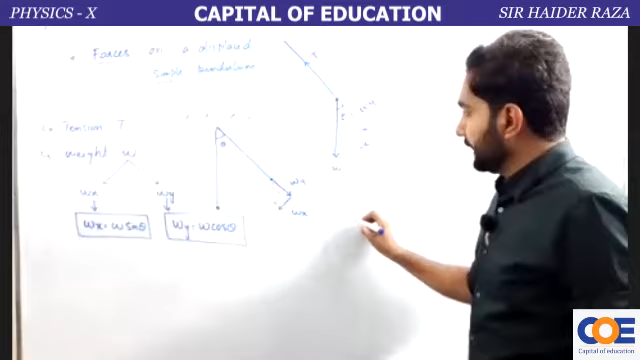 PHYSICS - X
CAPITAL OF EDUCATION
SIR HAIDER RAZA
Forces on a displaced
simple Pendulum
Tension T
weight w
wx
wy
wx = w sinθ
wy = w cosθ
θ
wy
wx
T
w
COE
Capital of education